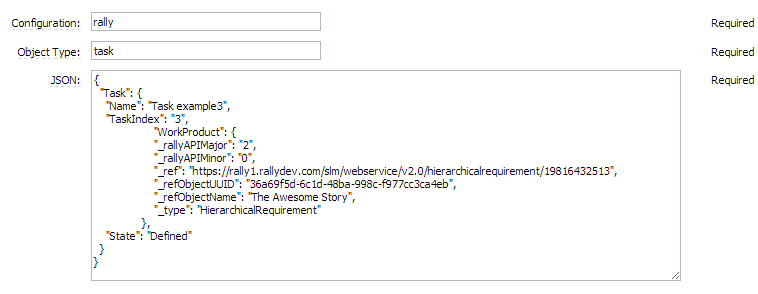 Configuration: rally Required
Object Type: task Required
JSON: { Required
"Task": {
"Name": "Task example3",
"TaskIndex": "3",
"WorkProduct": {
"_rallyAPIMajor": "2",
"_rallyAPIMinor": "0",
"_ref": "https://rally1.rallydev.com/slm/webservice/v2.0/hierarchicalrequirement/19816432513",
"_refObjectUUID": "36a69f5d-6c1d-48ba-998c-f977cc3ca4eb",
"_refObjectName": "The Awesome Story",
"_type": "HierarchicalRequirement"
},
"State": "Defined"
}
}